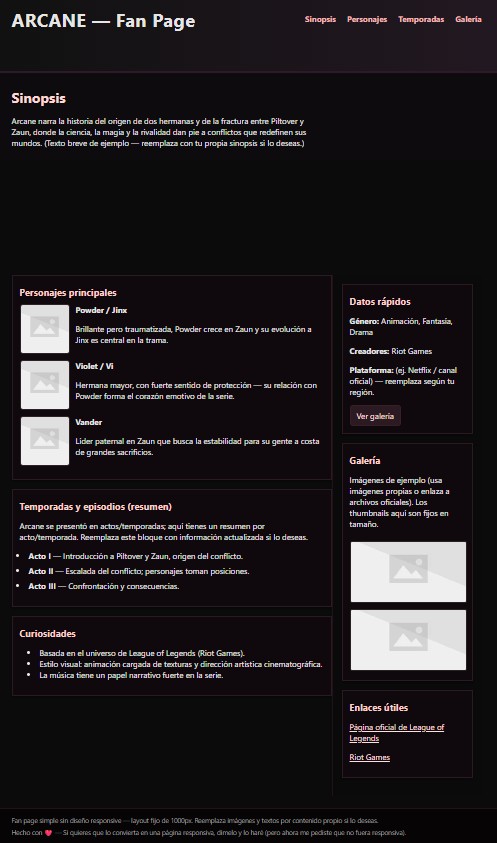 ARCANE — Fan Page
Sinopsis Personajes Temporadas Galería
Sinopsis
Arcane narra la historia del origen de dos hermanas y de la fractura entre Piltover y
Zaun, donde la ciencia, la magia y la rivalidad dan pie a conflictos que redefinen sus
mundos. (Texto breve de ejemplo — reemplaza con tu propia sinopsis si lo deseas.)
Personajes principales
Powder / Jinx
Brillante pero traumatizada, Powder crece en Zaun y su evolución a
Jinx es central en la trama.
Violet / Vi
Hermana mayor, con fuerte sentido de protección — su relación con
Powder forma el corazón emotivo de la serie.
Vander
Líder paternal en Zaun que busca la estabilidad para su gente a costa
de grandes sacrificios.
Temporadas y episodios (resumen)
Arcane se presentó en actos/temporadas; aquí tienes un resumen por
acto/temporada. Reemplaza este bloque con información actualizada si lo deseas.
• Acto I — Introducción a Piltover y Zaun, origen del conflicto.
• Acto II — Escalada del conflicto; personajes toman posiciones.
• Acto III — Confrontación y consecuencias.
Curiosidades
• Basada en el universo de League of Legends (Riot Games).
• Estilo visual: animación cargada de texturas y dirección artística cinematográfica.
• La música tiene un papel narrativo fuerte en la serie.
Datos rápidos
Género: Animación, Fantasía,
Drama
Creadores: Riot Games
Plataforma: (ej. Netflix / canal
oficial) — reemplaza según tu
región.
Ver galería
Galería
Imágenes de ejemplo (usa
imágenes propias o enlaza a
archivos oficiales). Los
thumbnails aquí son fijos en
tamaño.
Enlaces útiles
Página oficial de League of
Legends
Riot Games
Fan page simple sin diseño responsive — layout fijo de 1000px. Reemplaza imágenes y textos por contenido propio si lo deseas.
Hecho con 💖 — Si quieres que lo convierta en una página responsiva, dímelo y lo haré (pero ahora me pediste que no fuera responsiva).